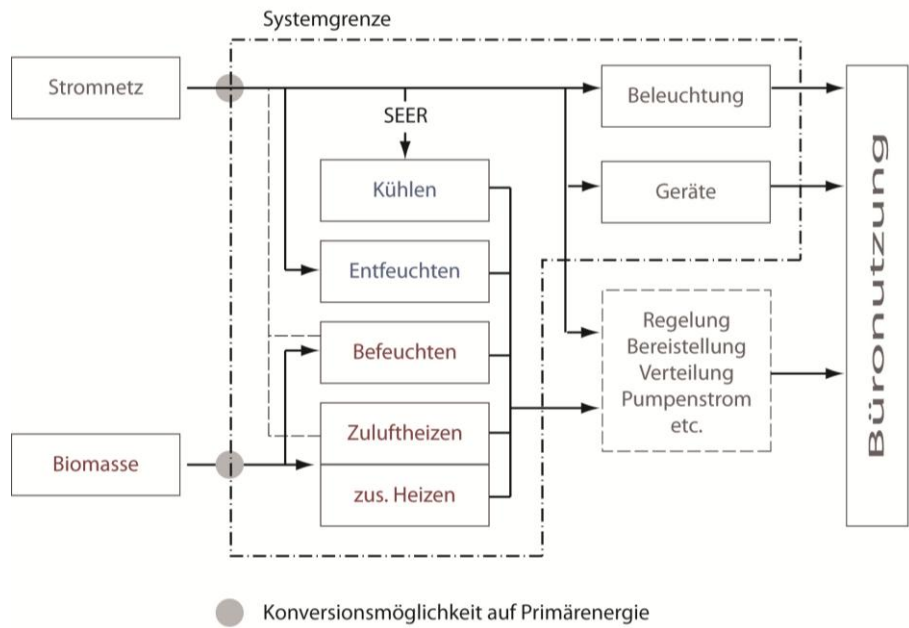 Systemgrenze
Stromnetz
Beleuchtung
SEER
Kühlen
Geräte
Entfeuchten
Befeuchten
Regelung
Bereistellung
Verteilung
Pumpenstrom
etc.
Zuluftheizen
Biomasse
zus. Heizen
Büronutzung
Konversionsmöglichkeit auf Primärenergie